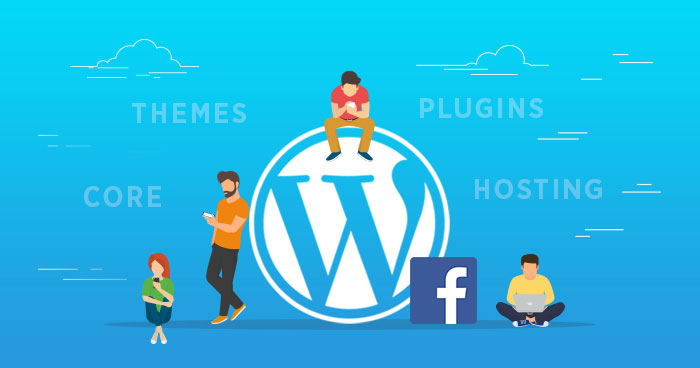 THEMES
PLUGINS
CORE
HOSTING
W
f